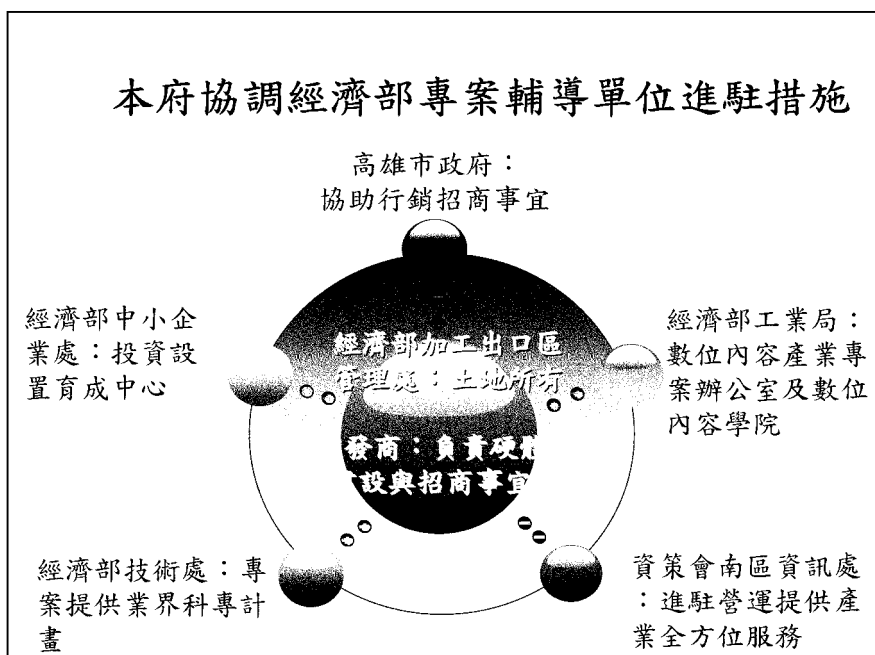 本府協調經濟部專案輔導單位進駐措施
高雄市政府：
協助行銷招商事宜
經濟部中小企
業處：投資設
置育成中心
經濟部工業局：
數位內容產業專
案辦公室及數位
內容學院
經濟部加工出口區
管理處：土地所有
發商：負責硬體
設與招商事宜
經濟部技術處：專
案提供業界科專計
畫
資策會南區資訊處
：進駐營運提供產
業全方位服務